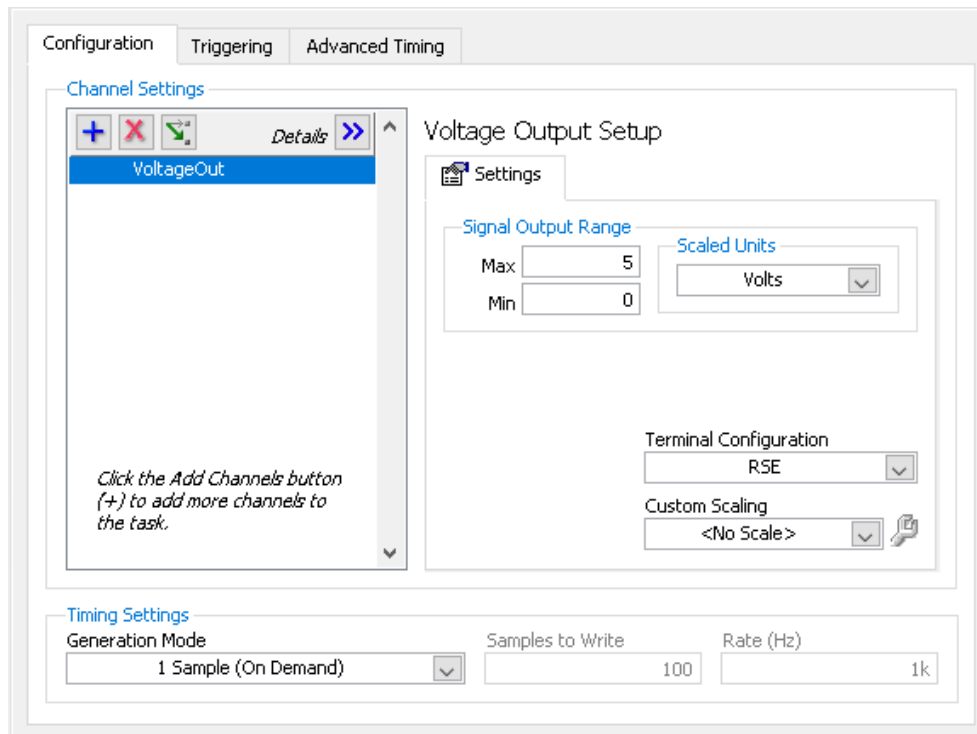 Configuration
Triggering
Advanced Timing
Channel Settings
Details
VoltageOut
Click the Add Channels button
(+) to add more channels to
the task.
Voltage Output Setup
Settings
Signal Output Range
Max 5
Min 0
Scaled Units
Volts
Terminal Configuration
RSE
Custom Scaling
<No Scale>
Timing Settings
Generation Mode
1 Sample (On Demand)
Samples to Write
100
Rate (Hz)
1k